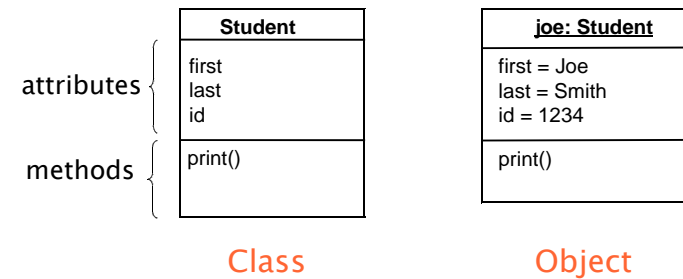 Student
attributes
first
last
id
methods
print()
Class
joe: Student
first = Joe
last = Smith
id = 1234
print()
Object